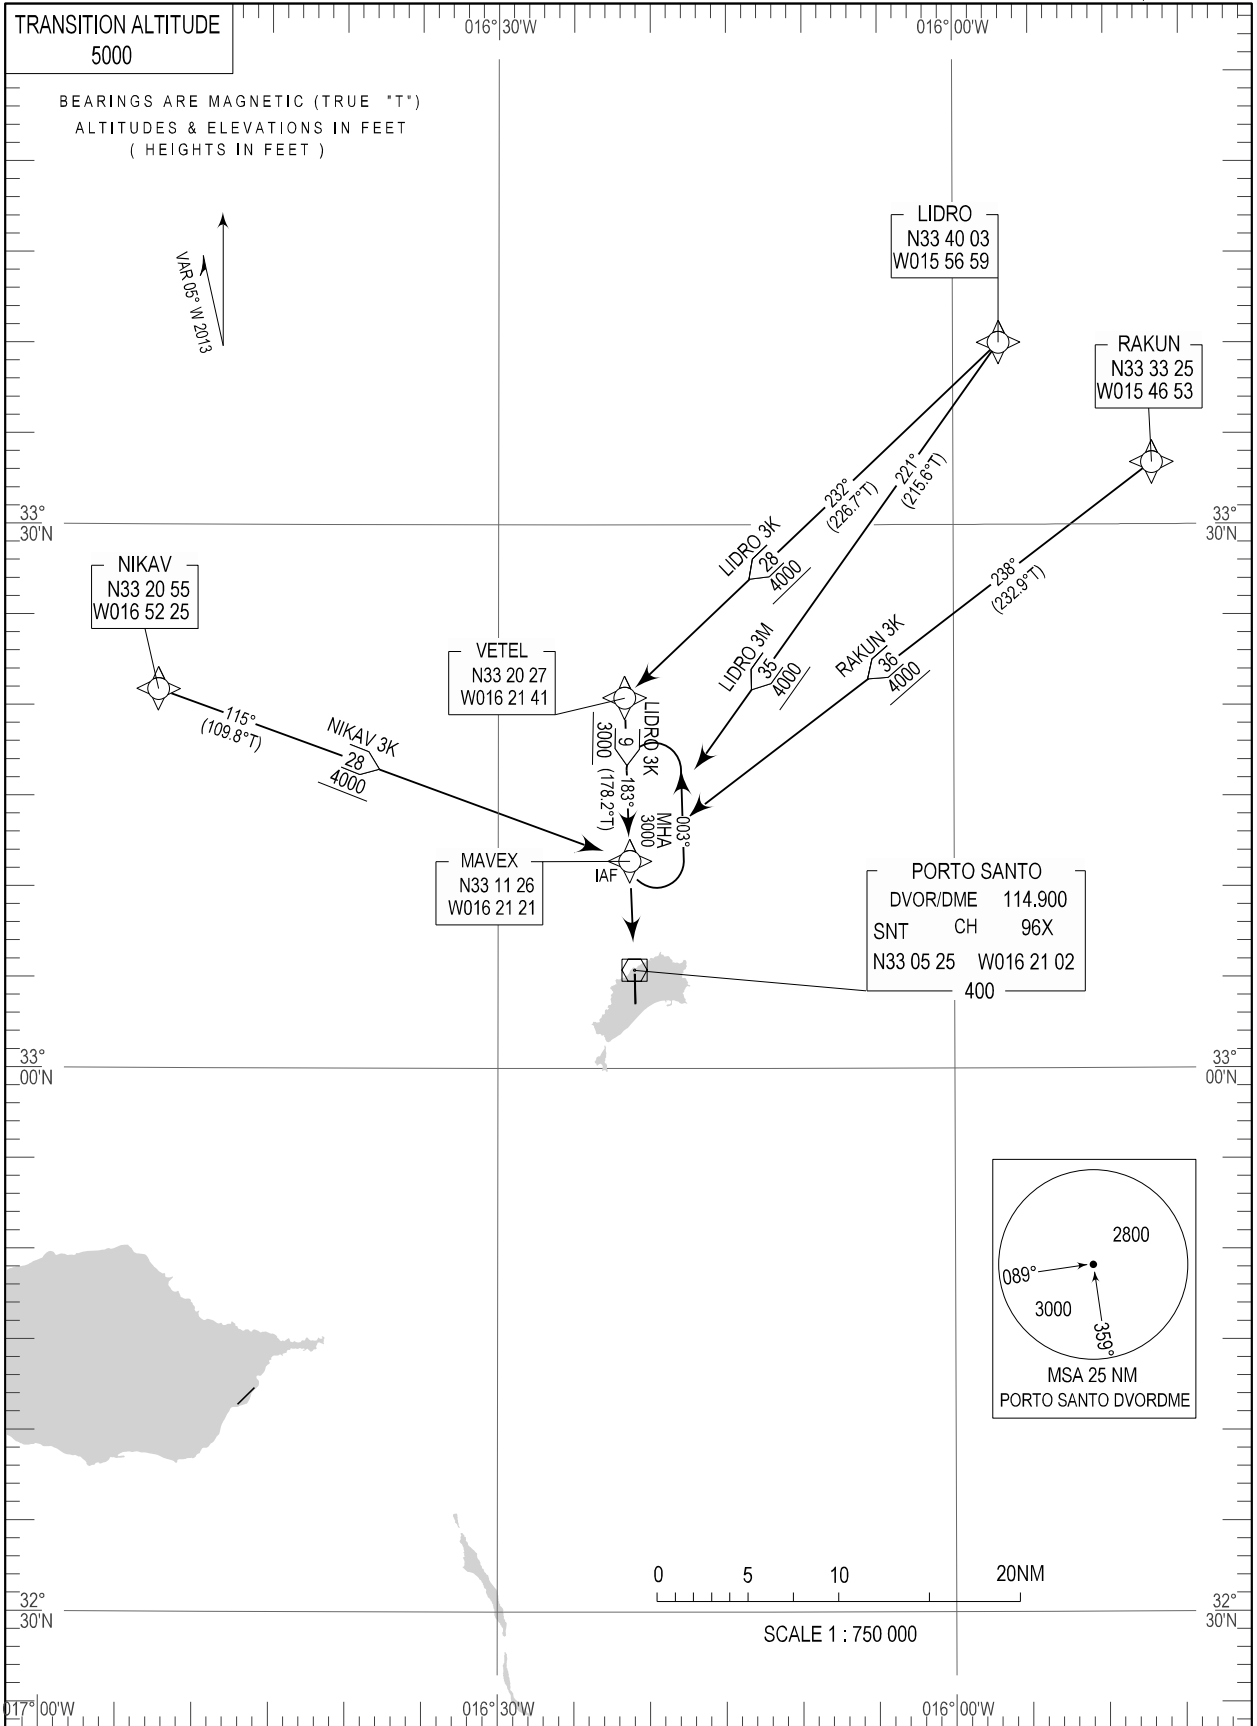 TRANSITION ALTITUDE
5000
016° 30'W
016° 00'W
BEARINGS ARE MAGNETIC (TRUE "T")
ALTITUDES & ELEVATIONS IN FEET
( HEIGHTS IN FEET )
VAR 05° W 2013
LIDRO
N33 40 03
W015 56 59
RAKUN
N33 33 25
W015 46 53
232°
(226.7°T)
221°
(215.6°T)
33°
30'N
33°
30'N
LIDRO 3K
28
4000
238°
(232.9°T)
NIKAV
N33 20 55
W016 52 25
VETEL
N33 20 27
W016 21 41
LIDRO 3M
35
4000
RAKUN 3K
36
4000
115°
(109.8°T)
NIKAV 3K
28
4000
LIDRO 3K
9
3000
183°
(178.2°T)
MHA
3000
003°
MAVEX
N33 11 26
W016 21 21
IAF
PORTO SANTO
DVOR/DME 114.900
SNT CH 96X
N33 05 25 W016 21 02
400
33°
00'N
33°
00'N
2800
089°
3000
359°
MSA 25 NM
PORTO SANTO DVORDME
0 5 10 20NM
SCALE 1 : 750 000
32°
30'N
32°
30'N
017° 00'W
016° 30'W
016° 00'W